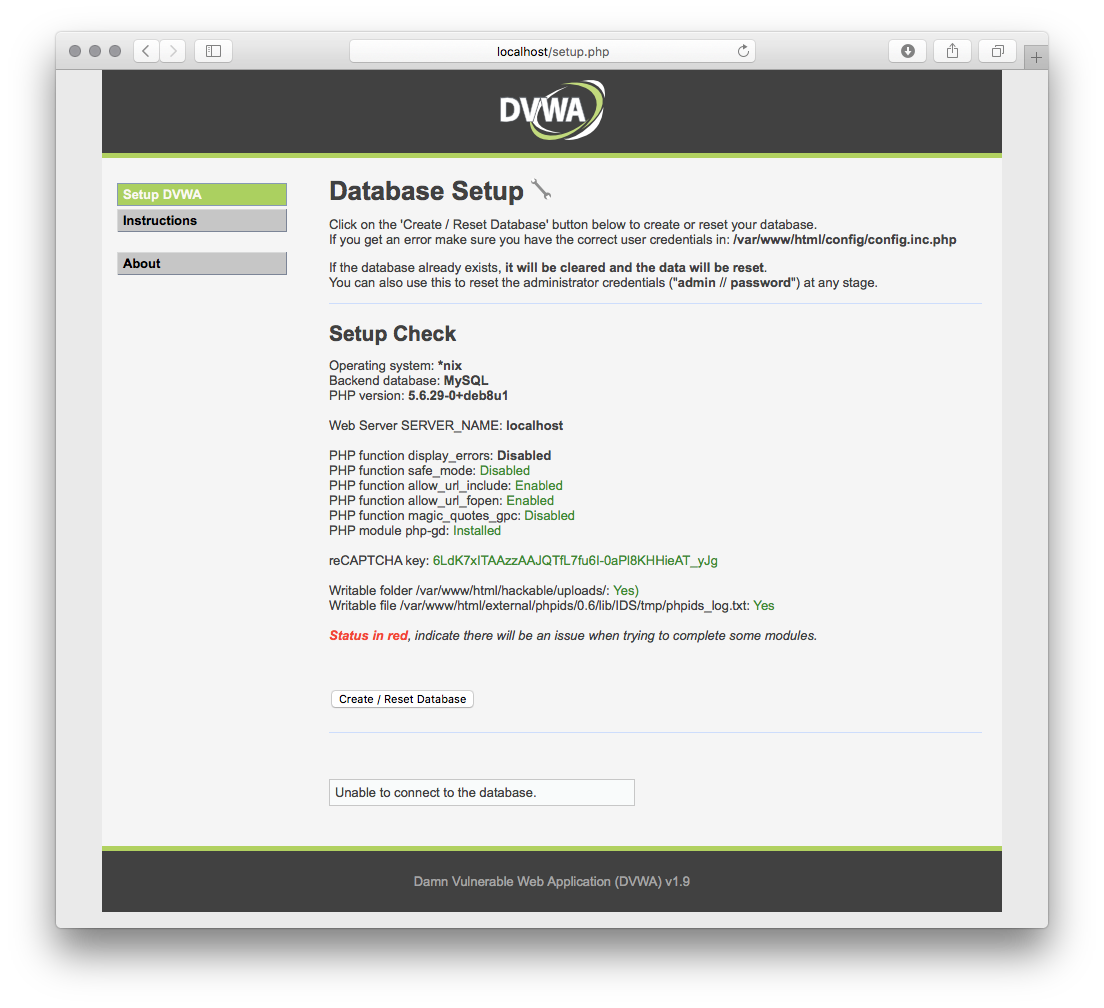 localhost/setup.php
DVWA
Setup DVWA
Instructions
About
Database Setup
Click on the 'Create / Reset Database' button below to create or reset your database.
If you get an error make sure you have the correct user credentials in: /var/www/html/config/config.inc.php
If the database already exists, it will be cleared and the data will be reset.
You can also use this to reset the administrator credentials ("admin // password") at any stage.
Setup Check
Operating system: *nix
Backend database: MySQL
PHP version: 5.6.29-0+deb8u1
Web Server SERVER_NAME: localhost
PHP function display_errors: Disabled
PHP function safe_mode: Disabled
PHP function allow_url_include: Enabled
PHP function allow_url_fopen: Enabled
PHP function magic_quotes_gpc: Disabled
PHP module php-gd: Installed
reCAPTCHA key: 6LdK7xITAAzzAAJQTfL7fu6I-0aPl8KHHieAT_yJg
Writable folder /var/www/html/hackable/uploads/: Yes)
Writable file /var/www/html/external/phpids/0.6/lib/IDS/tmp/phpids_log.txt: Yes
Status in red, indicate there will be an issue when trying to complete some modules.
Create / Reset Database
Unable to connect to the database.
Damn Vulnerable Web Application (DVWA) v1.9